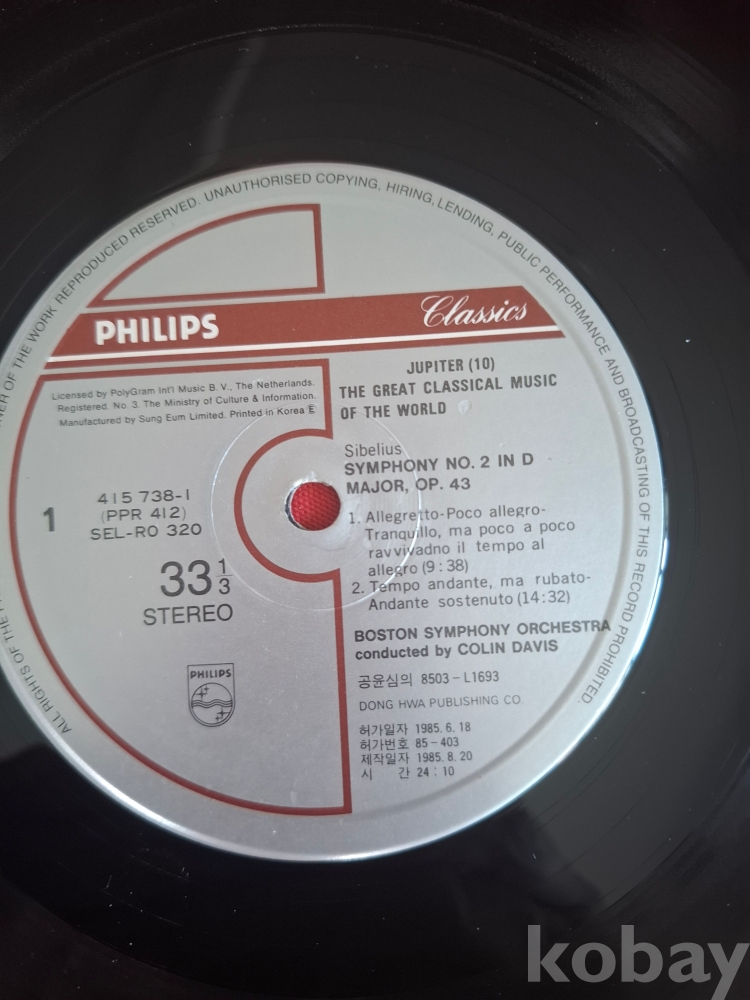 NER OF THE WORK REPRODUCED RESERVED. UNAUTHORISED COPYING, HIRING, LENDING, PUBLIC PERFORMANCE AND BROADCASTING OF THIS RECORD PROHIBITED.
ALL RIGHTS OF THE
PHILIPS
Classics
Licensed by PolyGram Int'l Music B. V., The Netherlands.
Registered. No. 3. The Ministry of Culture & Information.
Manufactured by Sung Eum Limited. Printed in Korea E
JUPITER (10)
THE GREAT CLASSICAL MUSIC
OF THE WORLD
1
415 738-1
(PPR 412)
SEL-RO 320
33 1/3
STEREO
PHILIPS
Sibelius
SYMPHONY NO. 2 IN D
MAJOR, OP. 43
1. Allegretto-Poco allegro-
Tranquillo, ma poco a poco
ravvivadno il tempo al
allegro (9:38)
2. Tempo andante, ma rubato-
Andante sostenuto (14:32)
BOSTON SYMPHONY ORCHESTRA
conducted by COLIN DAVIS
공윤심의 8503-L1693
DONG HWA PUBLISHING CO.
허가일자 1985.6.18
허가번호 85-403
제작일자 1985.8.20
시 간 24:10
kobay